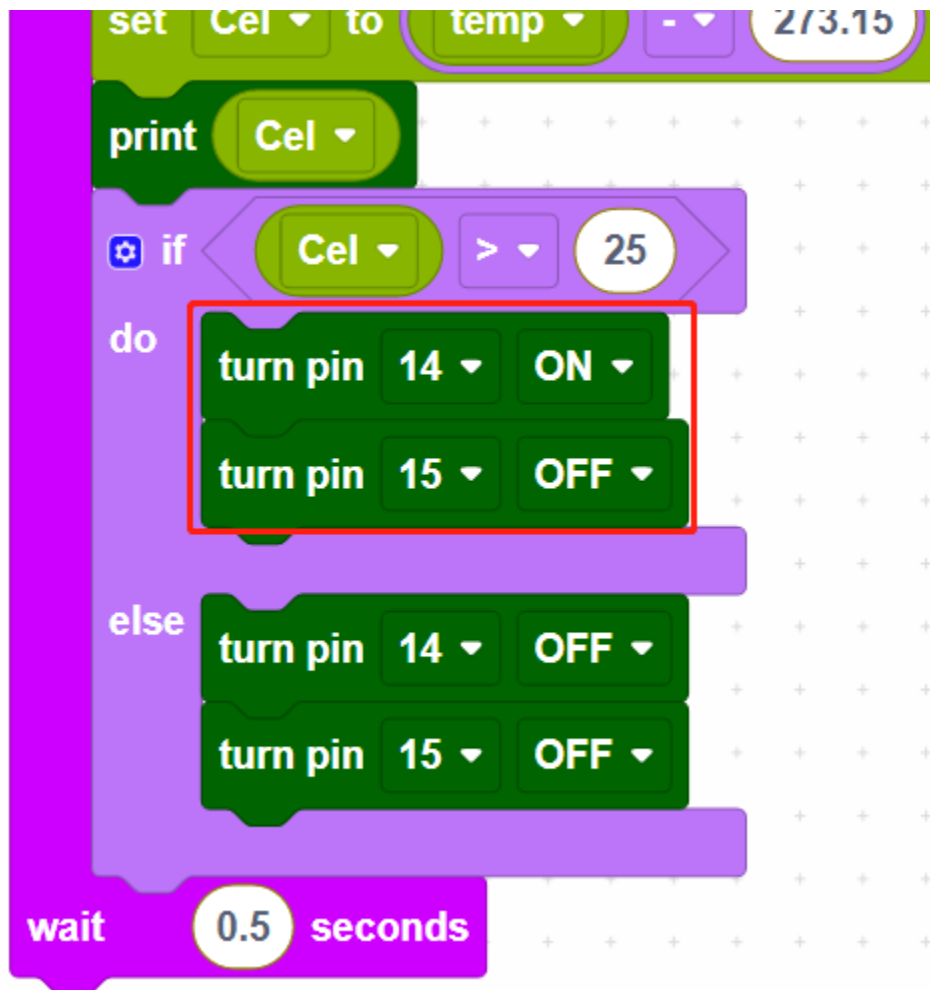 set Cel to temp - 273.15
print Cel
if Cel > 25
do
turn pin 14 ON
turn pin 15 OFF
else
turn pin 14 OFF
turn pin 15 OFF
wait 0.5 seconds